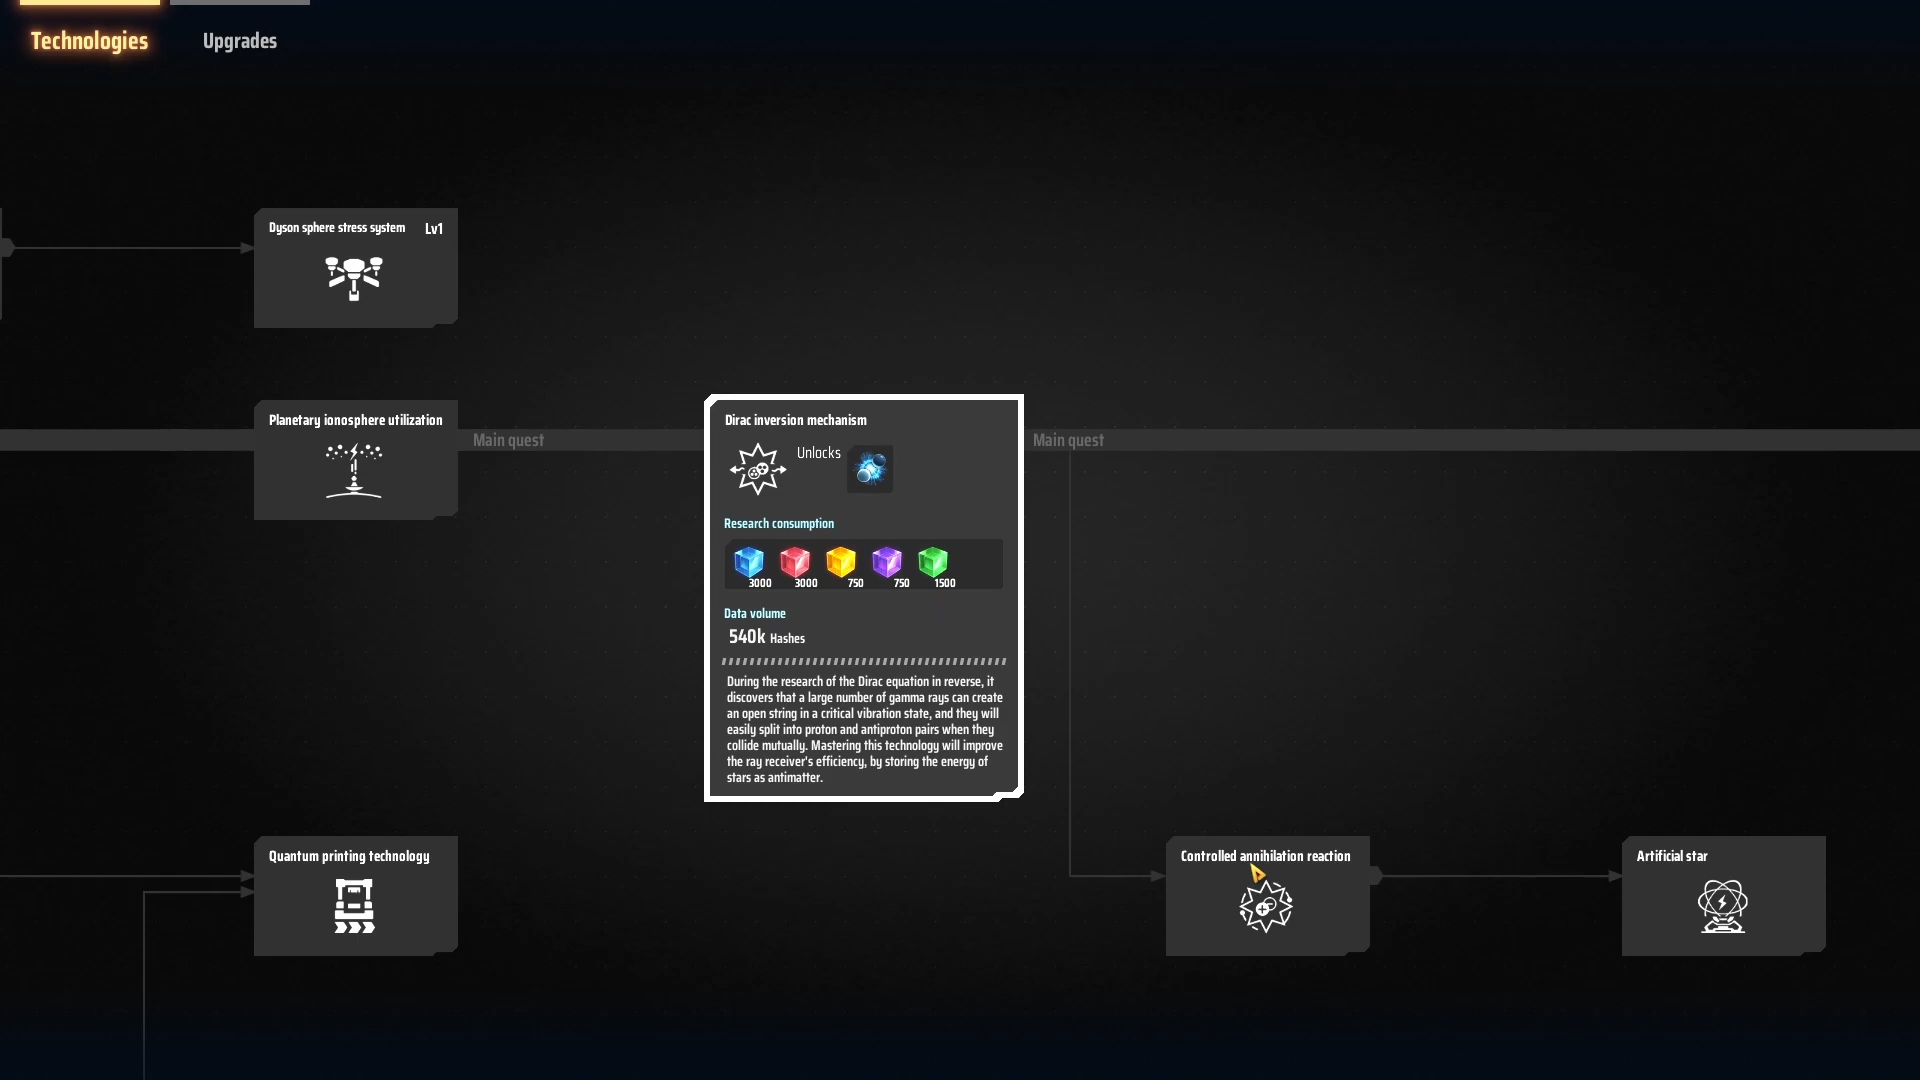 Technologies
Upgrades
Dyson sphere stress system Lv1
Planetary ionosphere utilization
Main quest
Dirac inversion mechanism
Unlocks
Research consumption
3000 3000 750 750 1500
Data volume
540k Hashes
During the research of the Dirac equation in reverse, it
discovers that a large number of gamma rays can create
an open string in a critical vibration state, and they will
easily split into proton and antiproton pairs when they
collide mutually. Mastering this technology will improve
the ray receiver's efficiency, by storing the energy of
stars as antimatter.
Main quest
Quantum printing technology
Controlled annihilation reaction
Artificial star